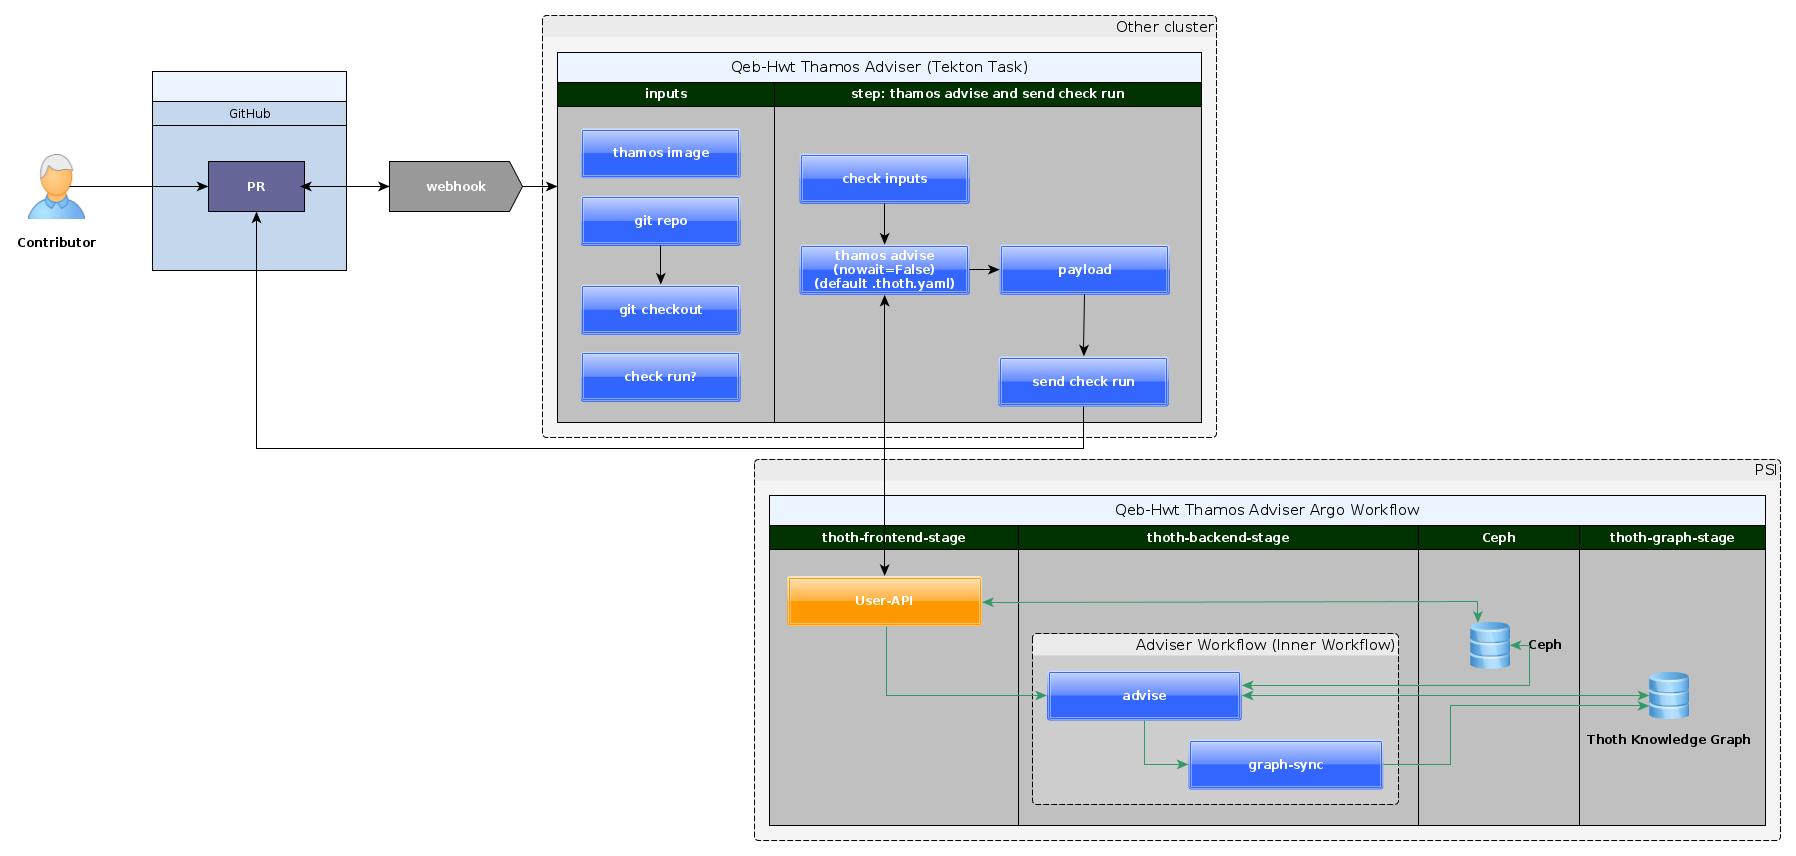 Other cluster
Qeb-Hwt Thamos Adviser (Tekton Task)
inputs
step: thamos advise and send check run
GitHub
thamos image
check inputs
PR
webhook
git repo
Contributor
thamos advise
(nowait=False)
(default .thoth.yaml)
payload
git checkout
check run?
send check run
PSI
Qeb-Hwt Thamos Adviser Argo Workflow
thoth-frontend-stage
thoth-backend-stage
Ceph
thoth-graph-stage
User-API
Adviser Workflow (Inner Workflow)
Ceph
advise
Thoth Knowledge Graph
graph-sync